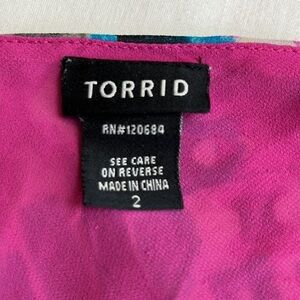 TORRID
RN#120684
SEE CARE
ON REVERSE
MADE IN CHINA
2